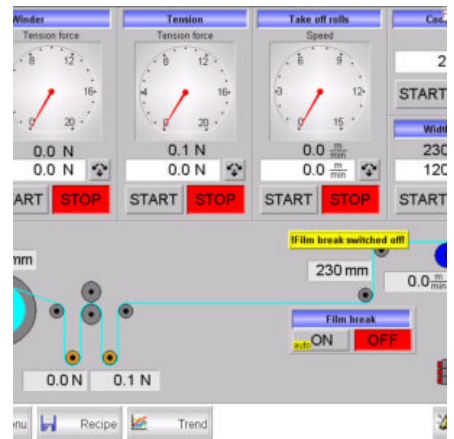 Winder
Tension
Take off rolls
Coo
Tension force
Tension force
Speed
8 12 16 20 0
8 12 4 16 0 20
6 9 3 12 0 15
2
START
Widt
0.0 N
0.1 N
0.0 m/min
230
0.0 N
0.0 N
0.0 m/min
120
ART STOP
START STOP
START STOP
START
!Film break switched off!
mm
230 mm
0.0 m/min
Film break
auto ON
OFF
0.0 N
0.1 N
nu
Recipe
Trend